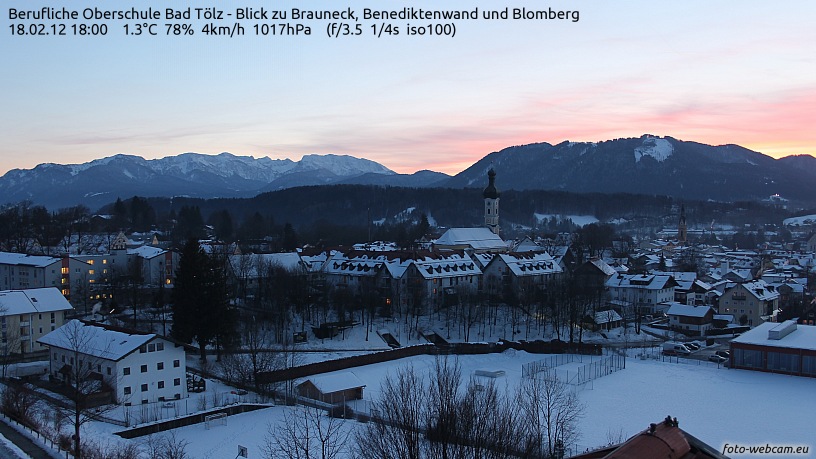 Berufliche Oberschule Bad Tölz - Blick zu Brauneck, Benediktenwand und Blomberg
18.02.12 18:00 1.3°C 78% 4km/h 1017hPa (f/3.5 1/4s iso100)
foto-webcam.eu